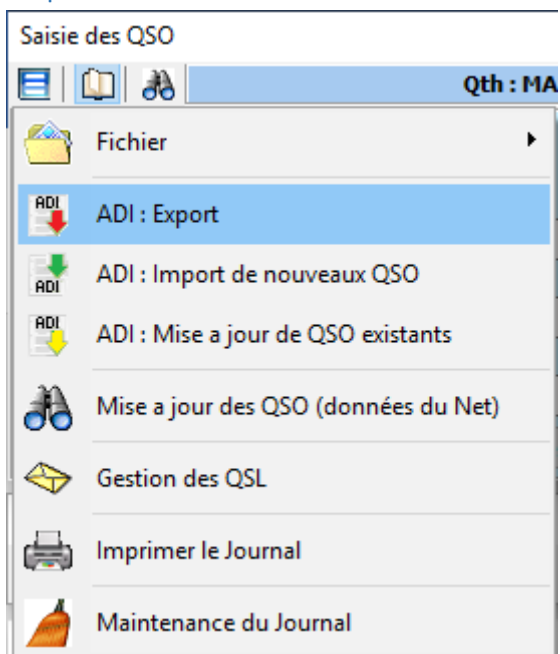 Saisie des QSO
Qth : MA
Fichier
ADI
ADI : Export
ADI
ADI : Import de nouveaux QSO
ADI
ADI : Mise a jour de QSO existants
Mise a jour des QSO (données du Net)
Gestion des QSL
Imprimer le Journal
Maintenance du Journal